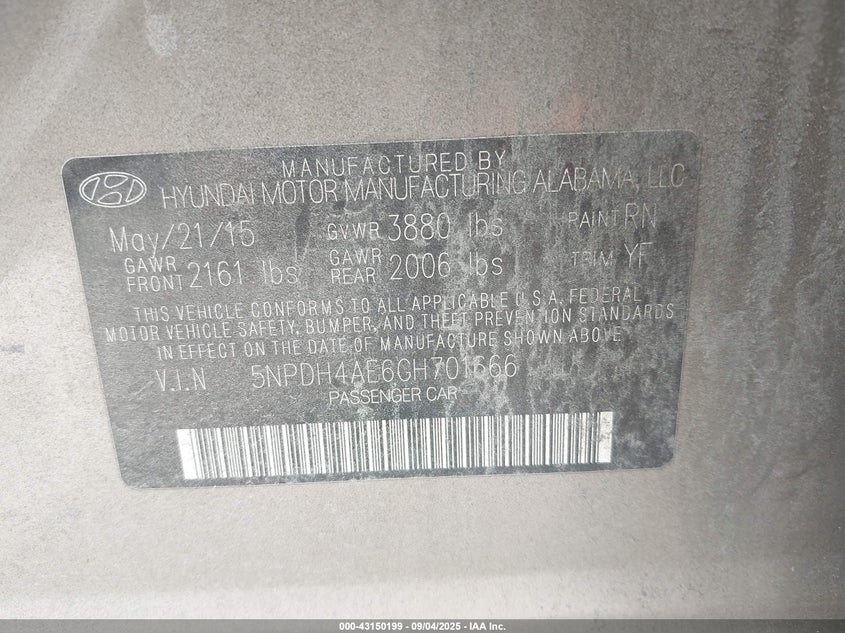 MANUFACTURED BY
HYUNDAI MOTOR MANUFACTURING ALABAMA, LLC
May/21/15 GVWR 3880 lbs PAINT RN
GAWR FRONT 2161 lbs GAWR REAR 2006 lbs TRIM YF
THIS VEHICLE CONFORMS TO ALL APPLICABLE U.S.A. FEDERAL
MOTOR VEHICLE SAFETY, BUMPER, AND THEFT PREVENTION STANDARDS
IN EFFECT ON THE DATE OF MANUFACTURE SHOWN ABOVE.
V.I.N 5NPDH4AE6GH701666
PASSENGER CAR
000-43150199 - 09/04/2025 - IAA Inc.